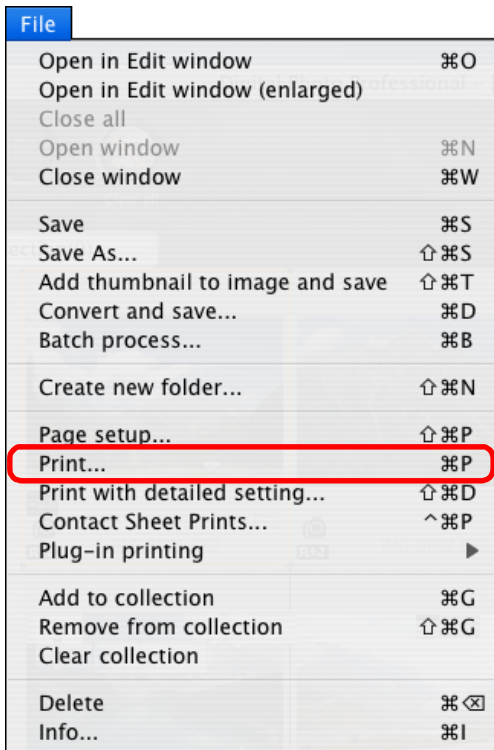 File
Open in Edit window ⌘O
Open in Edit window (enlarged)
Close all
Open window ⌘N
Close window ⌘W
Save ⌘S
Save As... ⇧⌘S
Add thumbnail to image and save ⇧⌘T
Convert and save... ⌘D
Batch process... ⌘B
Create new folder... ⇧⌘N
Page setup... ⇧⌘P
Print... ⌘P
Print with detailed setting... ⇧⌘D
Contact Sheet Prints... ^⌘P
Plug-in printing ▶
Add to collection ⌘G
Remove from collection ⇧⌘G
Clear collection
Delete ⌘⌫
Info... ⌘I